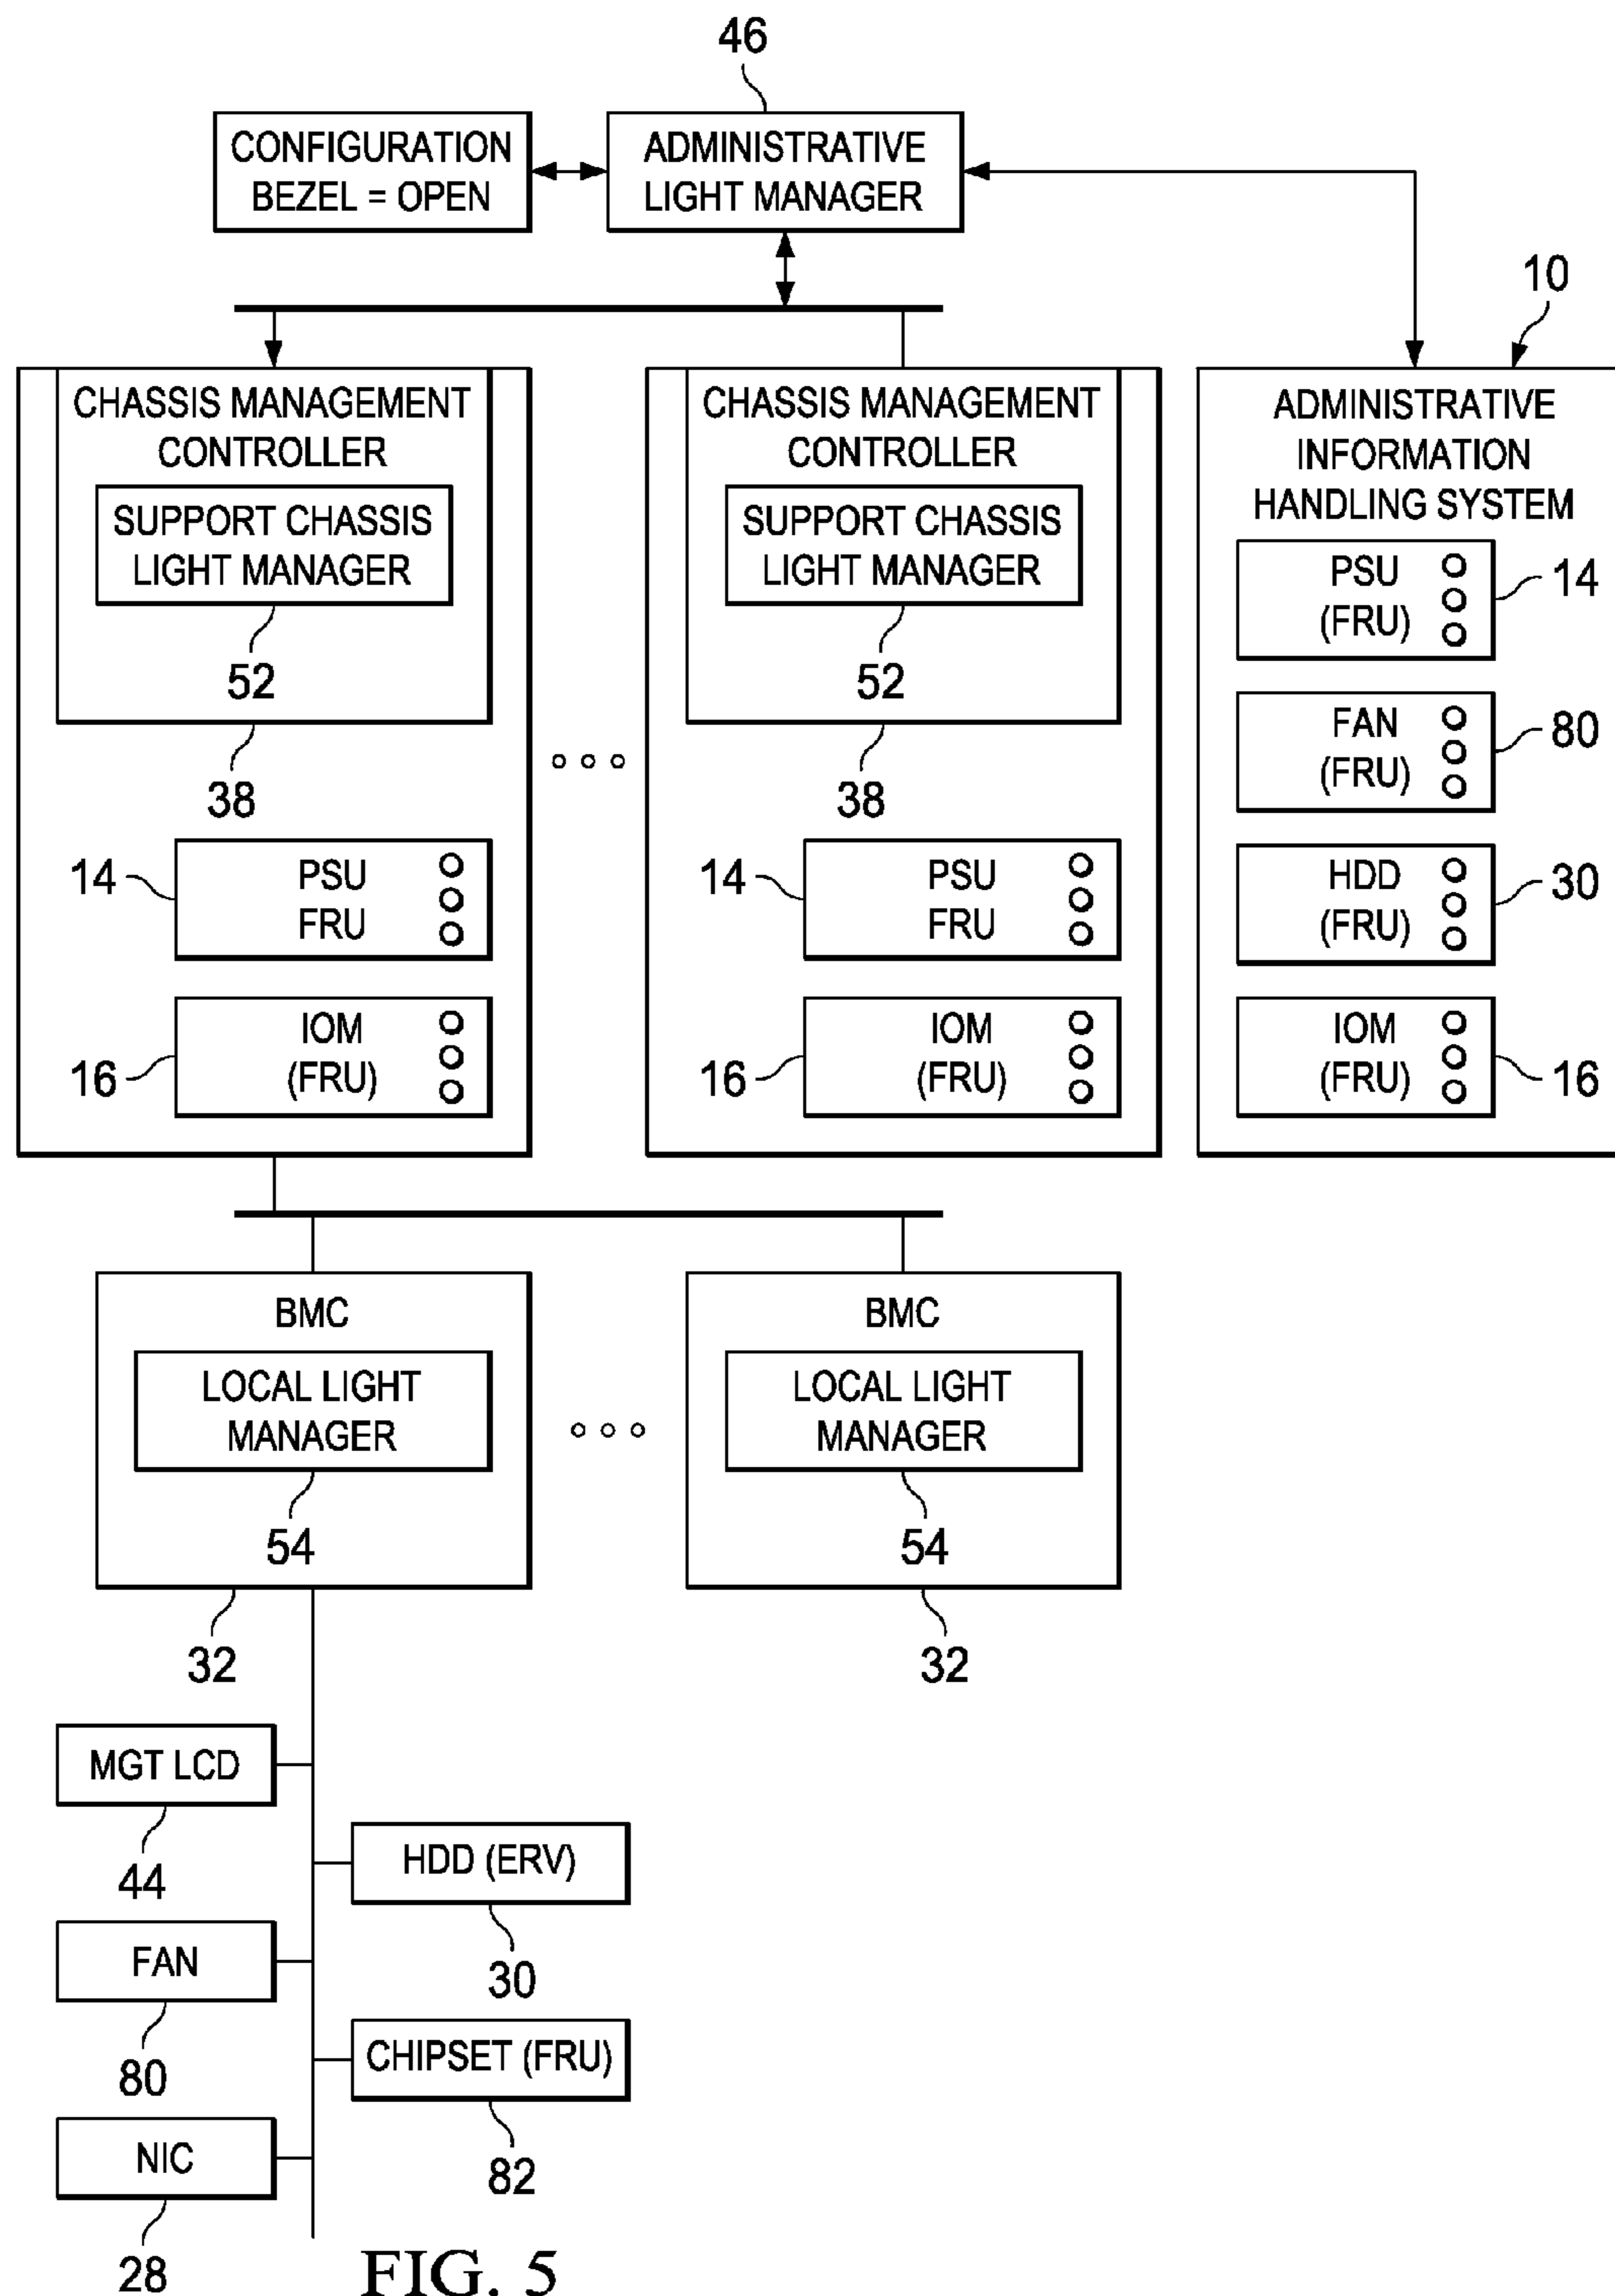 46
CONFIGURATION
BEZEL = OPEN
ADMINISTRATIVE
LIGHT MANAGER
10
CHASSIS MANAGEMENT
CONTROLLER
SUPPORT CHASSIS
LIGHT MANAGER
52
38
14
PSU
FRU
16
IOM
(FRU)
CHASSIS MANAGEMENT
CONTROLLER
SUPPORT CHASSIS
LIGHT MANAGER
52
38
14
PSU
FRU
16
IOM
(FRU)
ADMINISTRATIVE
INFORMATION
HANDLING SYSTEM
PSU
(FRU)
14
FAN
(FRU)
80
HDD
(FRU)
30
IOM
(FRU)
16
BMC
LOCAL LIGHT
MANAGER
54
32
BMC
LOCAL LIGHT
MANAGER
54
32
MGT LCD
44
HDD (ERV)
30
FAN
80
CHIPSET (FRU)
82
NIC
28
FIG. 5